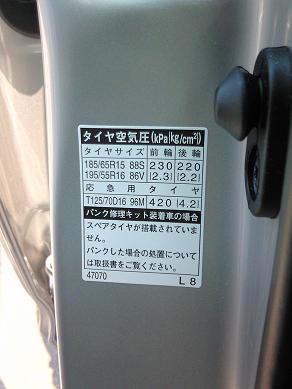 タイヤ空気圧(kPa{kg/cm²})
タイヤサイズ 前輪 後輪
185/65R15 88S 230 220
195/55R16 86V {2.3} {2.2}
応急用タイヤ
T125/70D16 96M 420 {4.2}
パンク修理キット装着車の場合
スペアタイヤが搭載されていま
せん。
パンクした場合の処置について
は取扱書をご覧ください。
47070 L 8